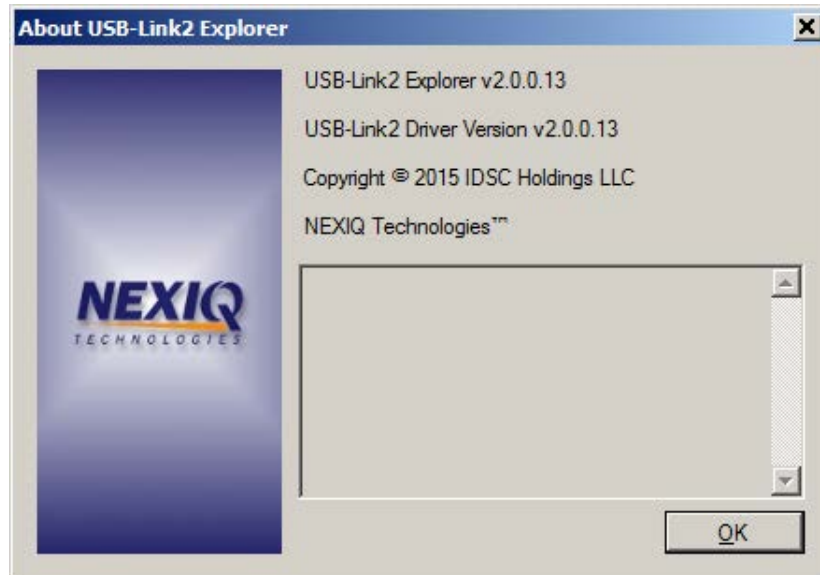 About USB-Link2 Explorer
USB-Link2 Explorer v2.0.0.13
USB-Link2 Driver Version v2.0.0.13
Copyright © 2015 IDSC Holdings LLC
NEXIQ Technologies™
NEXIQ
TECHNOLOGIES
OK